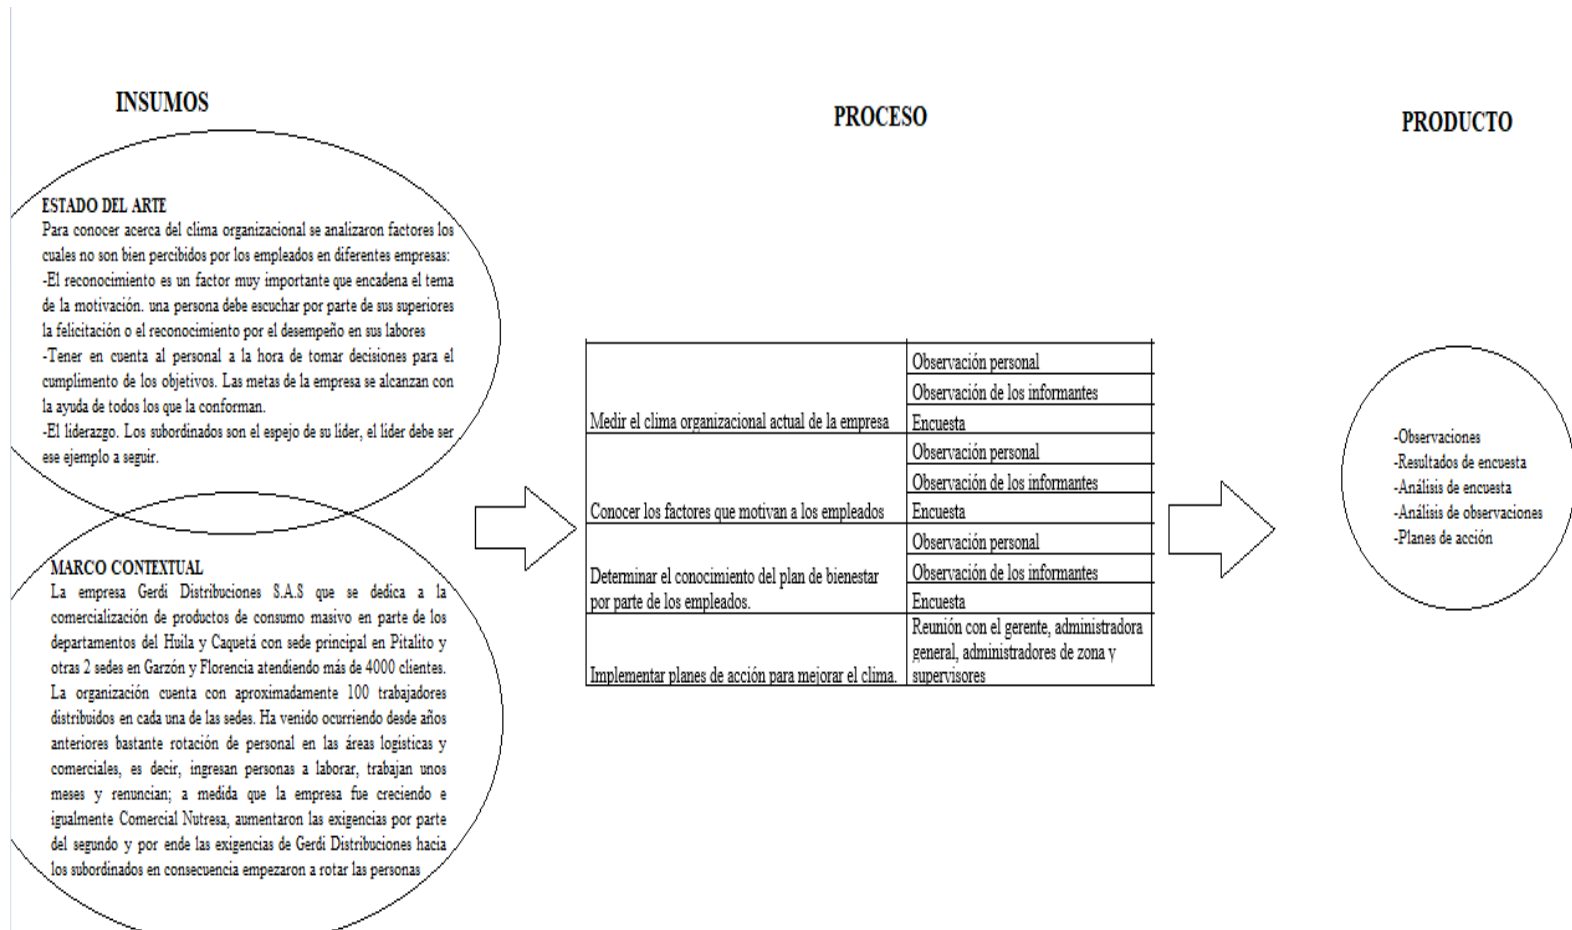 INSUMOS
PROCESO
PRODUCTO
ESTADO DEL ARTE
Para conocer acerca del clima organizacional se analizaron factores los
cuales no son bien percibidos por los empleados en diferentes empresas:
-El reconocimiento es un factor muy importante que encadena el tema
de la motivación. una persona debe escuchar por parte de sus superiores
la felicitación o el reconocimiento por el desempeño en sus labores
-Tener en cuenta al personal a la hora de tomar decisiones para el
cumplimento de los objetivos. Las metas de la empresa se alcanzan con
la ayuda de todos los que la conforman.
-El liderazgo. Los subordinados son el espejo de su líder, el líder debe ser
ese ejemplo a seguir.
MARCO CONTEXTUAL
La empresa Gerdi Distribuciones S.A.S que se dedica a la
comercialización de productos de consumo masivo en parte de los
departamentos del Huila y Caquetá con sede principal en Pitalito y
otras 2 sedes en Garzón y Florencia atendiendo más de 4000 clientes.
La organización cuenta con aproximadamente 100 trabajadores
distribuidos en cada una de las sedes. Ha venido ocurriendo desde años
anteriores bastante rotación de personal en las áreas logísticas y
comerciales, es decir, ingresan personas a laborar, trabajan unos
meses y renuncian; a medida que la empresa fue creciendo e
igualmente Comercial Nutresa, aumentaron las exigencias por parte
del segundo y por ende las exigencias de Gerdi Distribuciones hacia
los subordinados en consecuencia empezaron a rotar las personas
Medir el clima organizacional actual de la empresa
Observación personal
Observación de los informantes
Encuesta
Conocer los factores que motivan a los empleados
Observación personal
Observación de los informantes
Encuesta
Determinar el conocimiento del plan de bienestar
por parte de los empleados.
Observación personal
Observación de los informantes
Encuesta
Implementar planes de acción para mejorar el clima.
Reunión con el gerente, administradora
general, administradores de zona y
supervisores
-Observaciones
-Resultados de encuesta
-Análisis de encuesta
-Análisis de observaciones
-Planes de acción